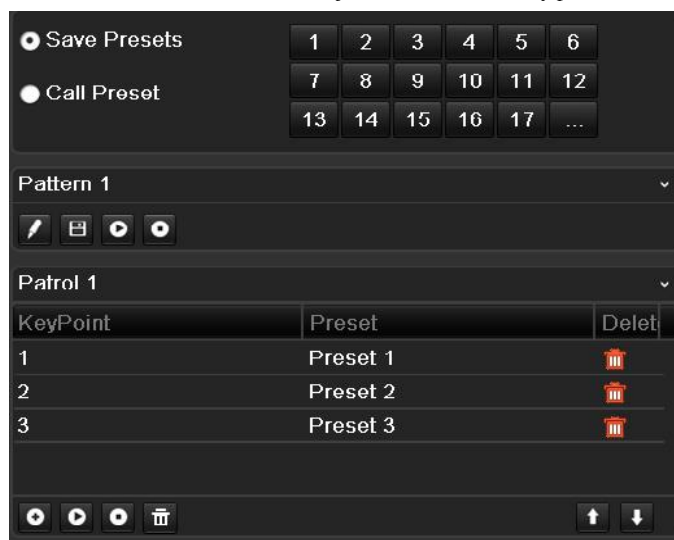 Save Presets
1 2 3 4 5 6
Call Preset
7 8 9 10 11 12
13 14 15 16 17 ...
Pattern 1
Patrol 1
KeyPoint Preset Delet
1 Preset 1
2 Preset 2
3 Preset 3